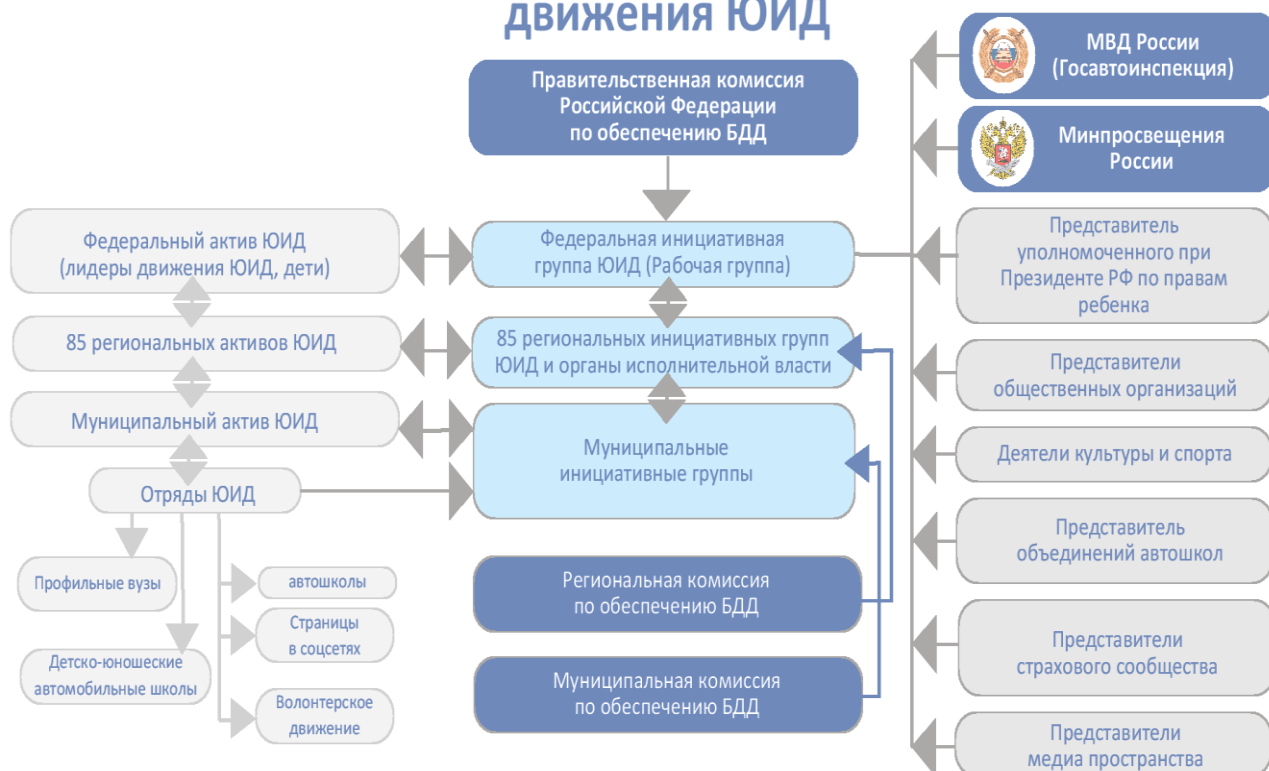 движения ЮИД
Правительственная комиссия
Российской Федерации
по обеспечению БДД
МВД России
(Госавтоинспекция)
Минпросвещения
России
Федеральный актив ЮИД
(лидеры движения ЮИД, дети)
Федеральная инициативная
группа ЮИД (Рабочая группа)
Представитель
уполномоченного при
Президенте РФ по правам
ребенка
85 региональных активов ЮИД
85 региональных инициативных групп
ЮИД и органы исполнительной власти
Представители
общественных организаций
Муниципальный актив ЮИД
Муниципальные
инициативные группы
Деятели культуры и спорта
Отряды ЮИД
Представитель
объединений автошкол
Профильные вузы
автошколы
Региональная комиссия
по обеспечению БДД
Страницы
в соцсетях
Представители
страхового сообщества
Детско-юношеские
автомобильные школы
Муниципальная комиссия
по обеспечению БДД
Волонтерское
движение
Представители
медиа пространства